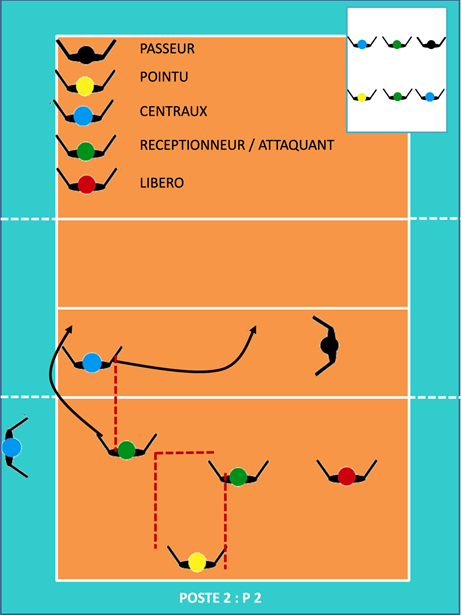 PASSEUR
POINTU
CENTRAUX
RECEPTIONNEUR / ATTAQUANT
LIBERO
POSTE 2 : P 2